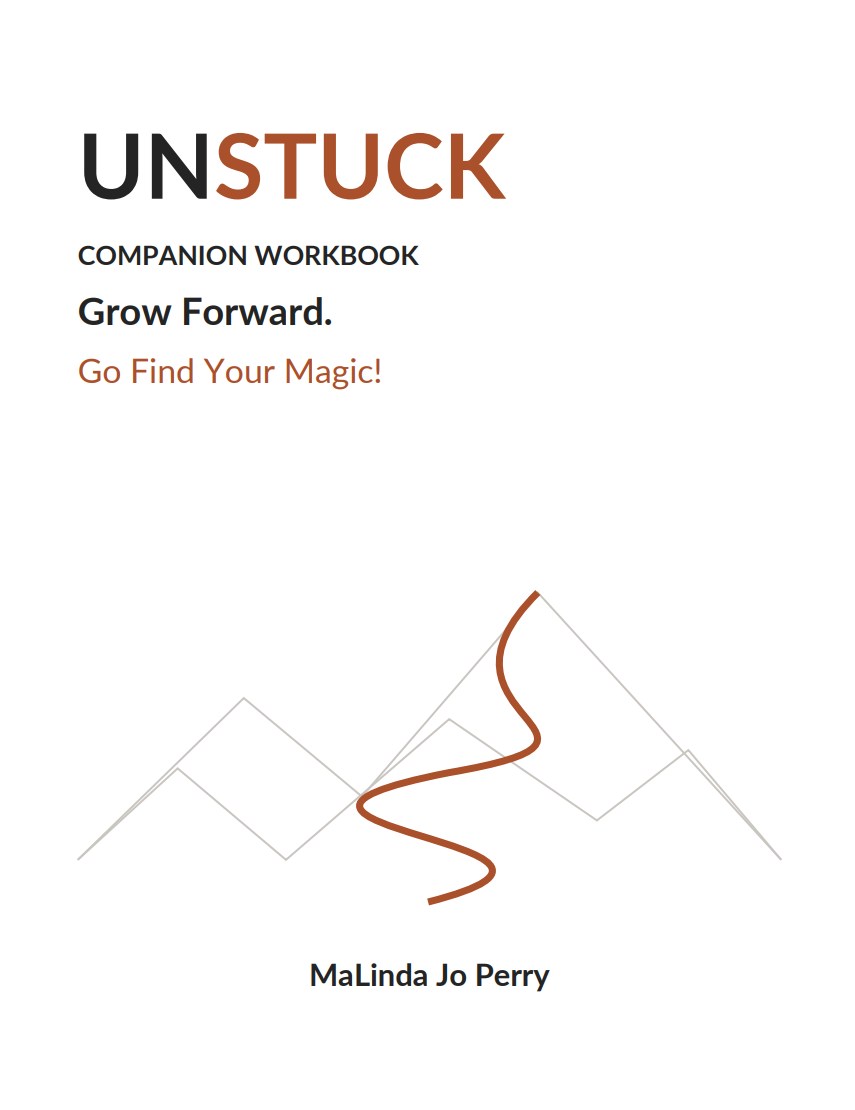 UNSTUCK
COMPANION WORKBOOK
Grow Forward.
Go Find Your Magic!
MaLinda Jo Perry